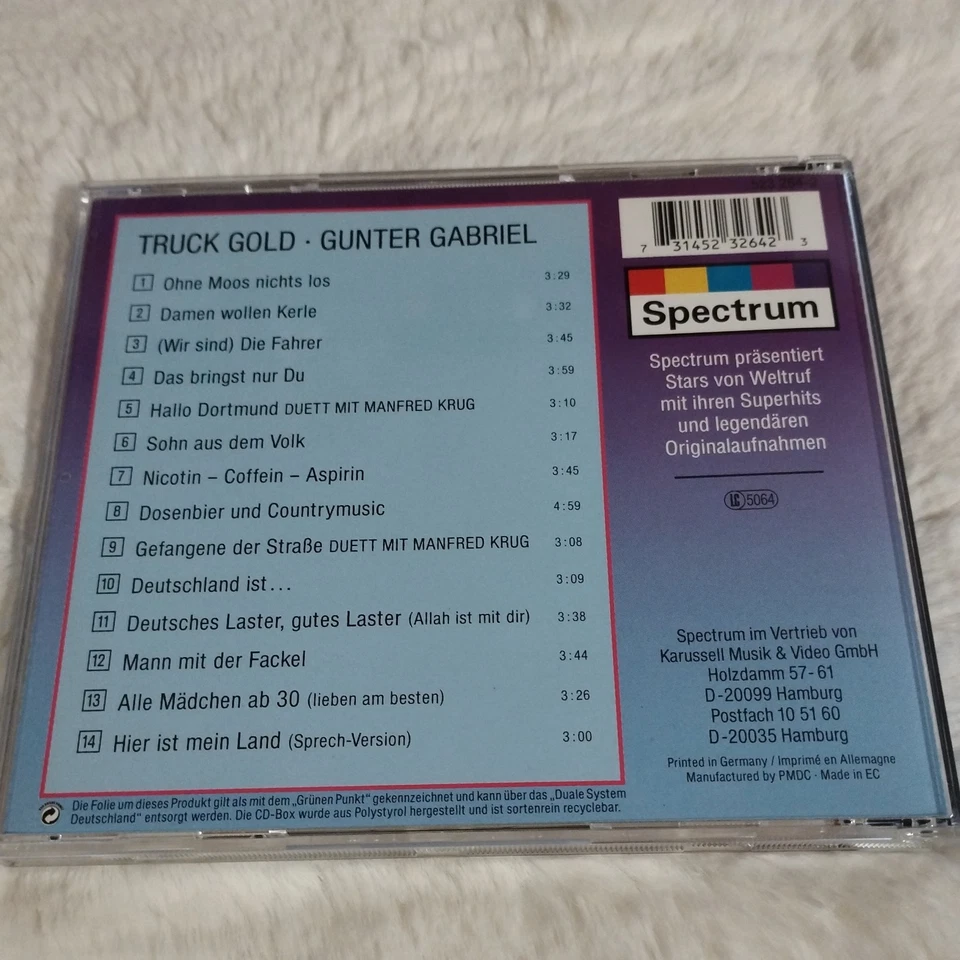 TRUCK GOLD · GUNTER GABRIEL
1 Ohne Moos nichts los 3:29
2 Damen wollen Kerle 3:32
3 (Wir sind) Die Fahrer 3:45
4 Das bringst nur Du 3:59
5 Hallo Dortmund DUETT MIT MANFRED KRUG 3:10
6 Sohn aus dem Volk 3:17
7 Nicotin – Coffein – Aspirin 3:45
8 Dosenbier und Countrymusic 4:59
9 Gefangene der Straße DUETT MIT MANFRED KRUG 3:08
10 Deutschland ist... 3:09
11 Deutsches Laster, gutes Laster (Allah ist mit dir) 3:38
12 Mann mit der Fackel 3:44
13 Alle Mädchen ab 30 (lieben am besten) 3:26
14 Hier ist mein Land (Sprech-Version) 3:00
Die Folie um dieses Produkt gilt als mit dem „Grünen Punkt" gekennzeichnet und kann über das „Duale System
Deutschland" entsorgt werden. Die CD-Box wurde aus Polystyrol hergestellt und ist sortenrein recyclebar.
7 31452 32642 3
Spectrum
Spectrum präsentiert
Stars von Weltruf
mit ihren Superhits
und legendären
Originalaufnahmen
LC 5064
Spectrum im Vertrieb von
Karussell Musik & Video GmbH
Holzdamm 57-61
D-20099 Hamburg
Postfach 10 51 60
D-20035 Hamburg
Printed in Germany / Imprimé en Allemagne
Manufactured by PMDC · Made in EC